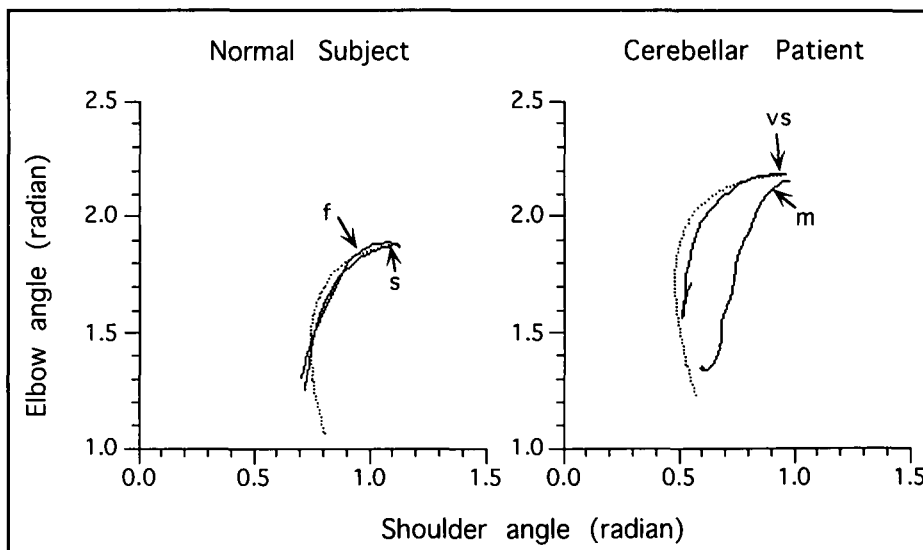 Normal Subject
Cerebellar Patient
2.5
2.0
1.5
1.0
0.0
0.5
1.0
1.5
f
s
2.5
2.0
1.5
1.0
0.0
0.5
1.0
1.5
vs
m
Elbow angle (radian)
Shoulder angle (radian)